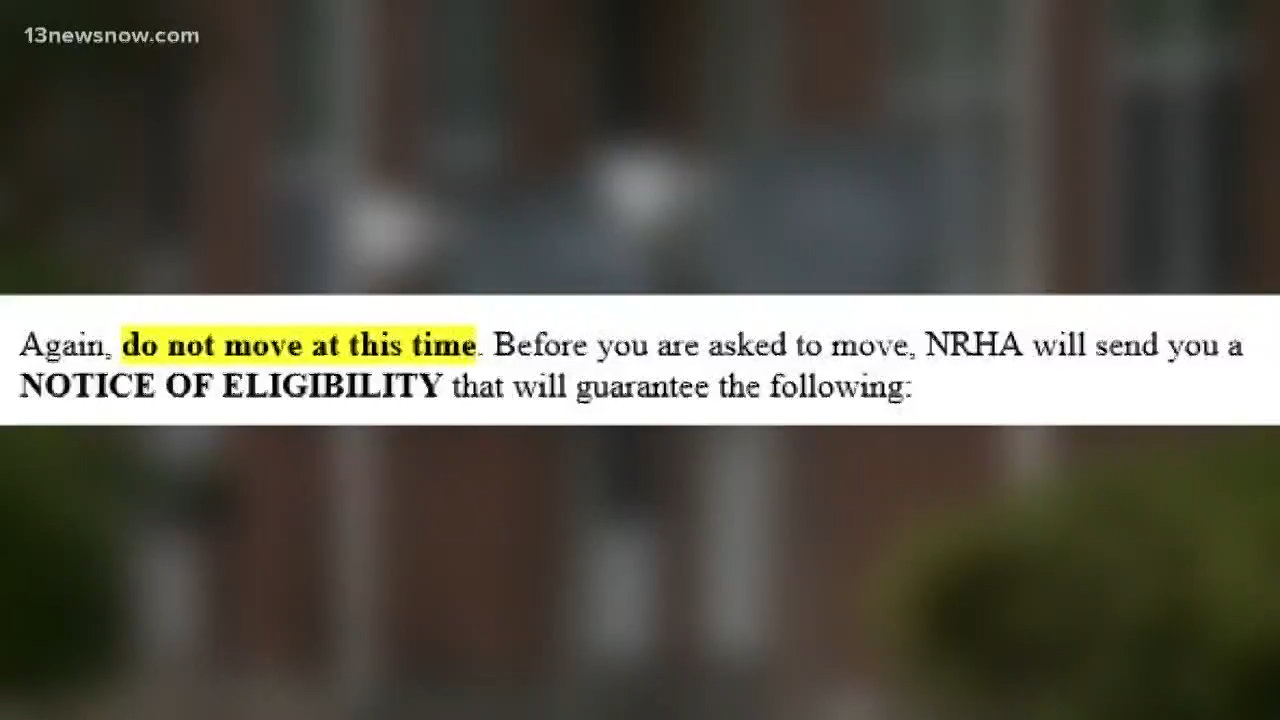 13newsnow.com
Again, do not move at this time. Before you are asked to move, NRHA will send you a
NOTICE OF ELIGIBILITY that will guarantee the following: